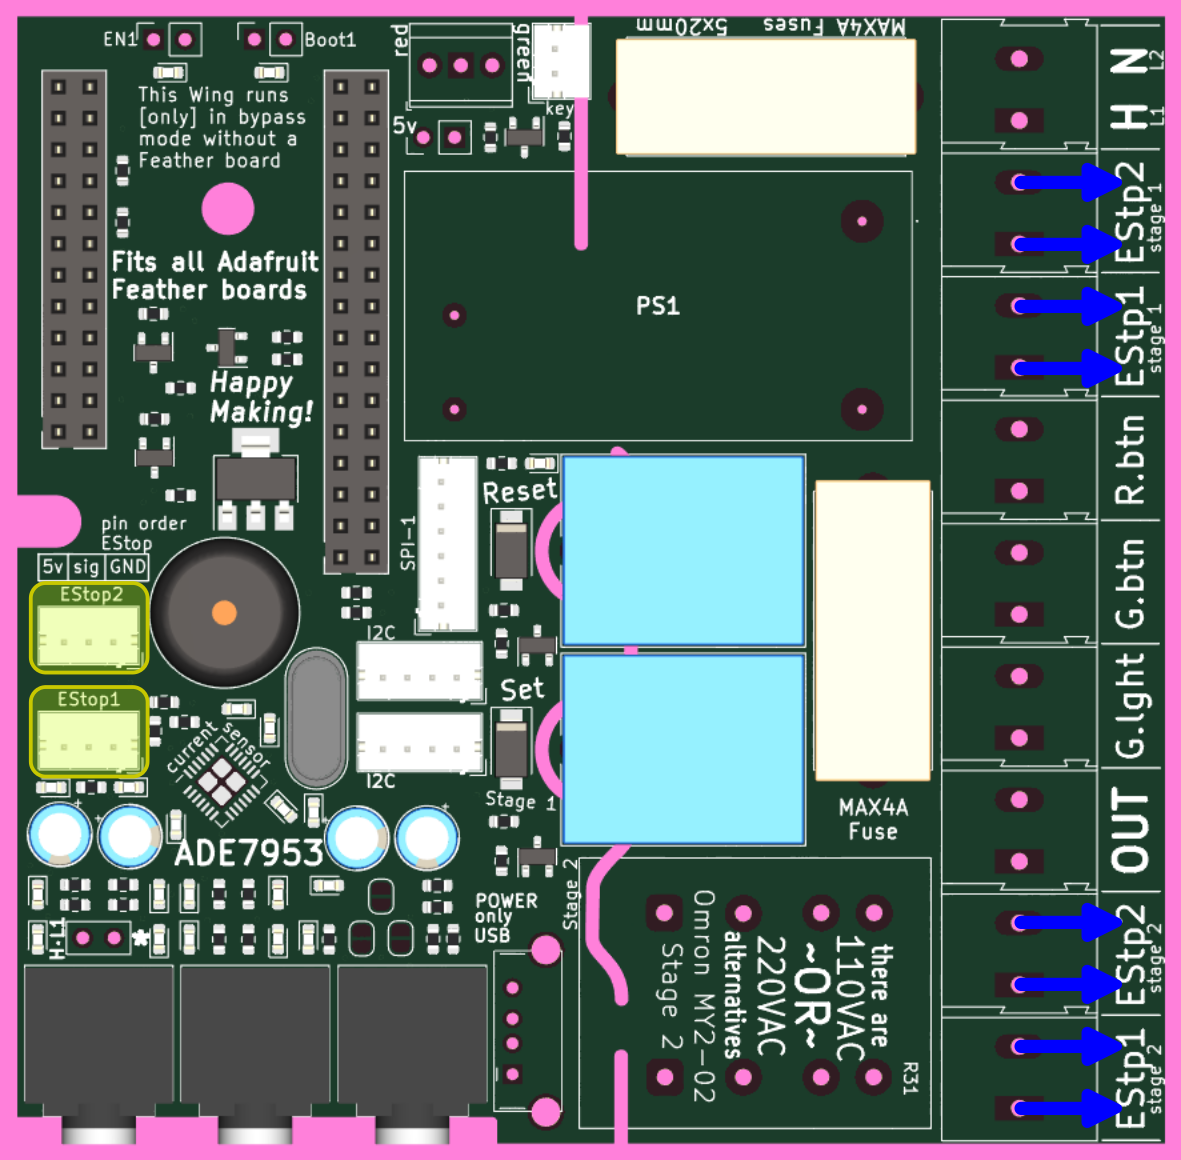 EN1
Boot1
red
green
5x20mm
MAX4A Fuses
N
L2
This Wing runs
[only] in bypass
mode without a
Feather board
5v
key
H
L1
EStp2
stage 1
Fits all Adafruit
Feather boards
PS1
EStp1
stage 1
Happy
Making!
R.btn
Reset
SPI-1
pin order
EStop
5v sig GND
EStop2
G.btn
I2C
EStop1
Set
G.lght
current sensor
I2C
Stage 1
MAX4A
Fuse
OUT
ADE7953
Stage 2
POWER
only
USB
H·L1
*
Stage 2
Omron MY2-02
alternatives
220VAC
~OR~
110VAC
there are
R31
EStp2
stage 2
EStp1
stage 2